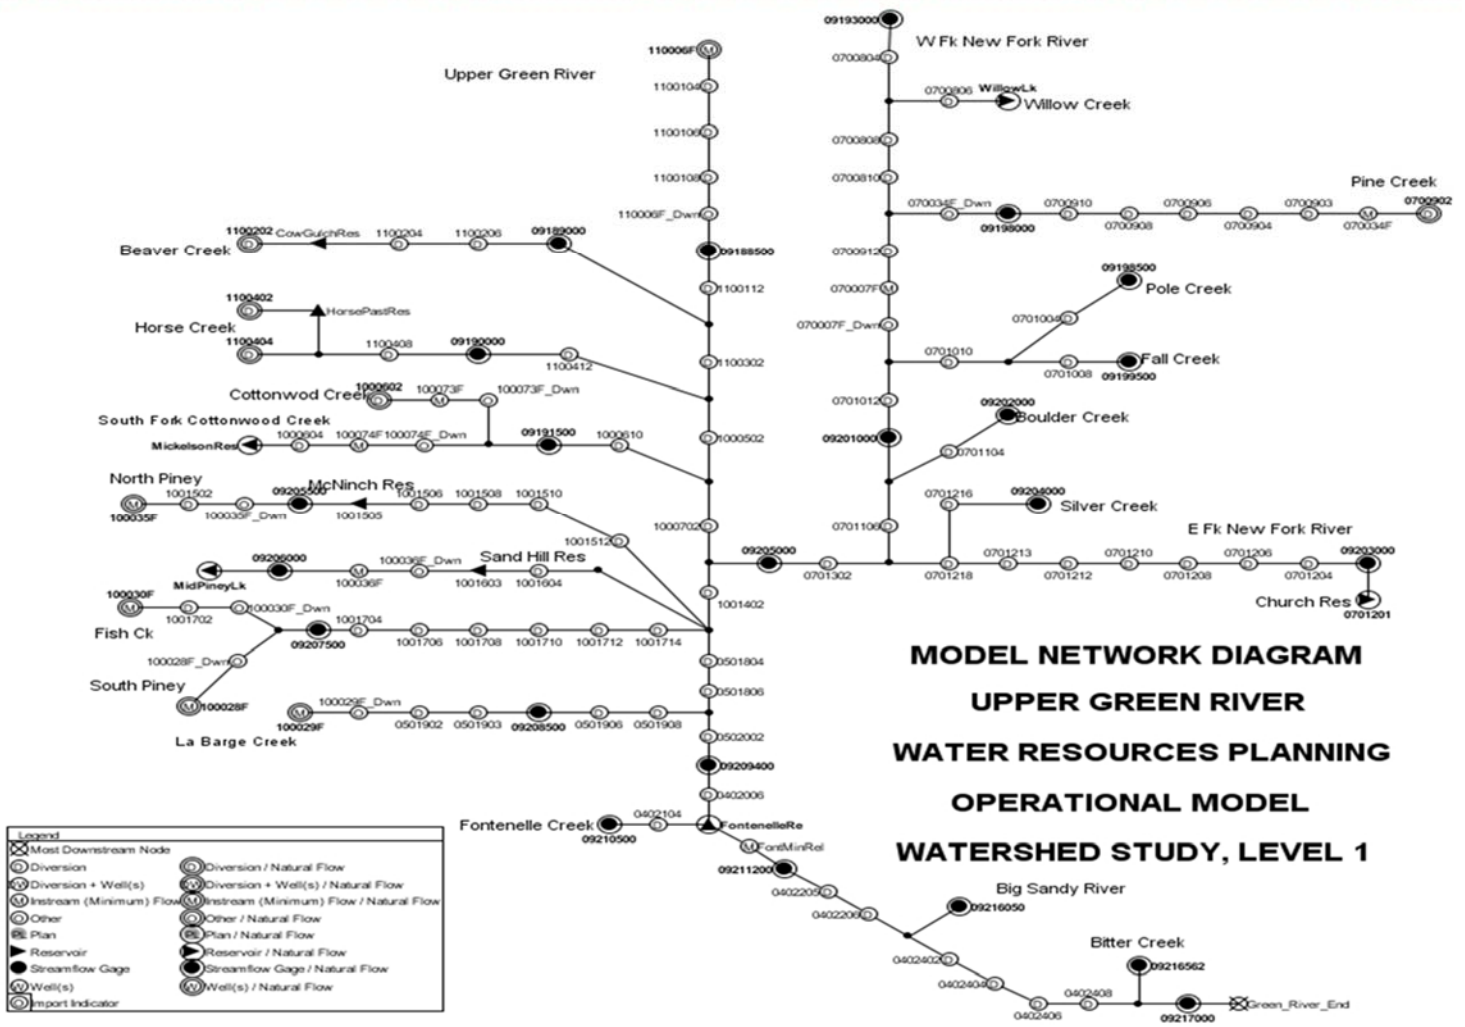 09193000
W Fk New Fork River
110006F
0700804
Upper Green River
1100104
0700806
WillowLk
Willow Creek
1100106
0700808
1100108
0700810
Pine Creek
110006F_Dwn
070034F_Dwn
09198000
0700910
0700908
0700906
0700904
0700903
070034F
0700902
1100202
CowGulchRes
1100204
1100206
09189000
Beaver Creek
09188500
0700912
09198500
Pole Creek
1100112
070007F
1100402
HorsePastRes
Horse Creek
0701004
070007F_Dwn
1100404
1100408
09190000
1100412
1100302
0701010
0701008
09199500
Fall Creek
Cottonwod Creek
1000602
100073F
100073F_Dwn
0701012
09202000
Boulder Creek
South Fork Cottonwood Creek
MickelsonRes
1000604
100074F
100074F_Dwn
09191500
1000610
1000502
09201000
0701104
North Piney
McNinch Res
1001502
100035F
100035F_Dwn
09205500
1001505
1001506
1001508
1001510
0701216
09204000
Silver Creek
1001512
1000702
0701106
E Fk New Fork River
09206000
100036F_Dwn
Sand Hill Res
MidPineyLk
100036F
1001603
1001604
09205000
0701302
0701218
0701213
0701212
0701210
0701208
0701206
0701204
09203000
100030F
1001702
100030F_Dwn
1001402
Church Res
0701201
Fish Ck
09207500
1001704
1001706
1001708
1001710
1001712
1001714
100028F_Dwn
0501804
South Piney
100028F
0501806
MODEL NETWORK DIAGRAM
UPPER GREEN RIVER
WATER RESOURCES PLANNING
OPERATIONAL MODEL
WATERSHED STUDY, LEVEL 1
100029F
100029F_Dwn
0501902
0501903
09208500
0501906
0501908
La Barge Creek
0502002
09209400
0402006
Fontenelle Creek
09210500
0402104
FontenelleRe
FontMinRel
09211200
0402205
0402206
Big Sandy River
09216050
Bitter Creek
09216562
0402402
0402404
0402406
0402408
09217000
Green_River_End
Legend
Most Downstream Node
Diversion
Diversion / Natural Flow
Diversion + Well(s)
Diversion + Well(s) / Natural Flow
Instream (Minimum) Flow
Instream (Minimum) Flow / Natural Flow
Other
Other / Natural Flow
Plan
Plan / Natural Flow
Reservoir
Reservoir / Natural Flow
Streamflow Gage
Streamflow Gage / Natural Flow
Well(s)
Well(s) / Natural Flow
Import Indicator